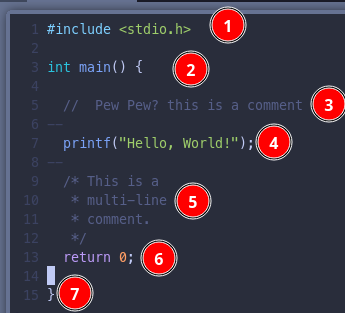 1 #include <stdio.h> 1
2
3 int main() { 2
4
5 // Pew Pew? this is a comment 3
6 --
7 printf("Hello, World!"); 4
8 --
9 /* This is a
10 * multi-line 5
11 * comment.
12 */
13 return 0; 6
14
15 } 7